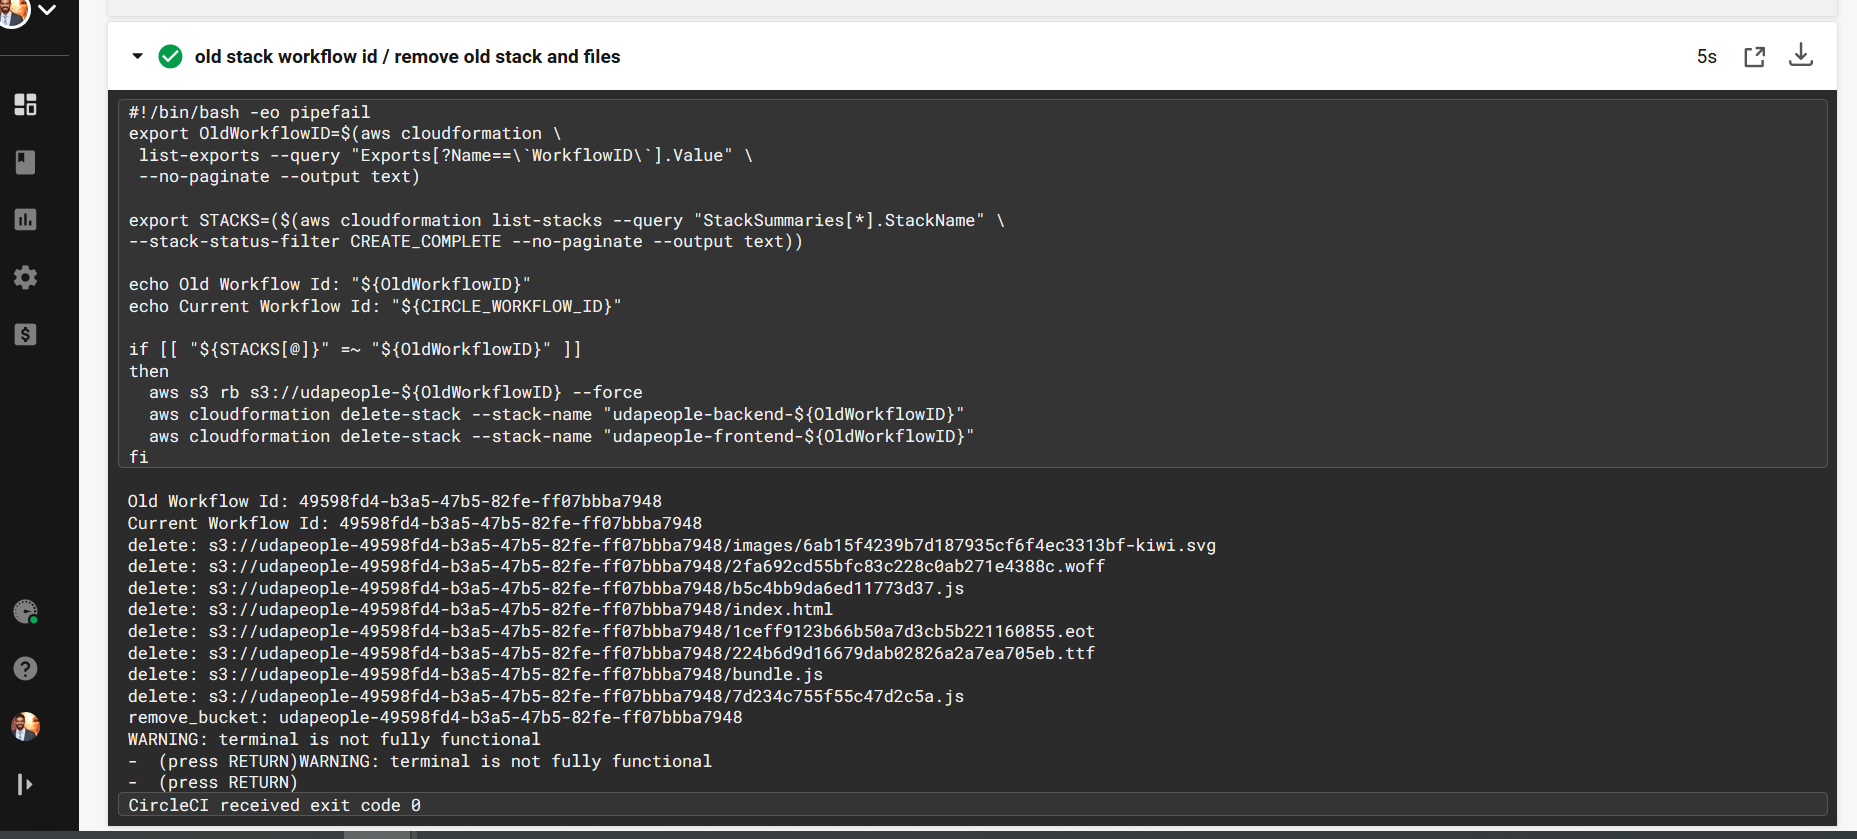 old stack workflow id / remove old stack and files
5s
#!/bin/bash -eo pipefail
export OldWorkflowID=$(aws cloudformation \
 list-exports --query "Exports[?Name==\`WorkflowID\`].Value" \
 --no-paginate --output text)
export STACKS=($(aws cloudformation list-stacks --query "StackSummaries[*].StackName" \
--stack-status-filter CREATE_COMPLETE --no-paginate --output text))
echo Old Workflow Id: "${OldWorkflowID}"
echo Current Workflow Id: "${CIRCLE_WORKFLOW_ID}"
if [[ "${STACKS[@]}" =~ "${OldWorkflowID}" ]]
then
  aws s3 rb s3://udapeople-${OldWorkflowID} --force
  aws cloudformation delete-stack --stack-name "udapeople-backend-${OldWorkflowID}"
  aws cloudformation delete-stack --stack-name "udapeople-frontend-${OldWorkflowID}"
fi
Old Workflow Id: 49598fd4-b3a5-47b5-82fe-ff07bbba7948
Current Workflow Id: 49598fd4-b3a5-47b5-82fe-ff07bbba7948
delete: s3://udapeople-49598fd4-b3a5-47b5-82fe-ff07bbba7948/images/6ab15f4239b7d187935cf6f4ec3313bf-kiwi.svg
delete: s3://udapeople-49598fd4-b3a5-47b5-82fe-ff07bbba7948/2fa692cd55bfc83c228c0ab271e4388c.woff
delete: s3://udapeople-49598fd4-b3a5-47b5-82fe-ff07bbba7948/b5c4bb9da6ed11773d37.js
delete: s3://udapeople-49598fd4-b3a5-47b5-82fe-ff07bbba7948/index.html
delete: s3://udapeople-49598fd4-b3a5-47b5-82fe-ff07bbba7948/1ceff9123b66b50a7d3cb5b221160855.eot
delete: s3://udapeople-49598fd4-b3a5-47b5-82fe-ff07bbba7948/224b6d9d16679dab02826a2a7ea705eb.ttf
delete: s3://udapeople-49598fd4-b3a5-47b5-82fe-ff07bbba7948/bundle.js
delete: s3://udapeople-49598fd4-b3a5-47b5-82fe-ff07bbba7948/7d234c755f55c47d2c5a.js
remove_bucket: udapeople-49598fd4-b3a5-47b5-82fe-ff07bbba7948
WARNING: terminal is not fully functional
-  (press RETURN)WARNING: terminal is not fully functional
-  (press RETURN)
CircleCI received exit code 0